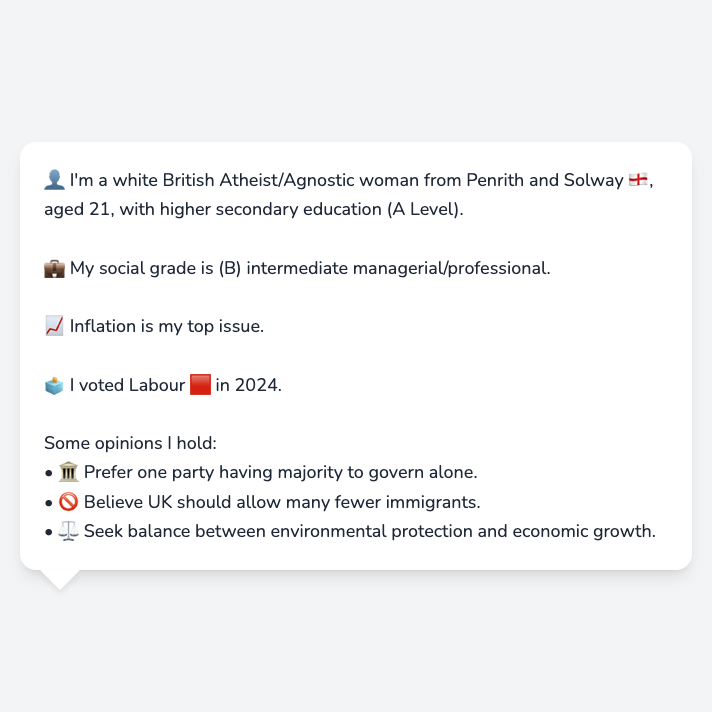 👤 I'm a white British Atheist/Agnostic woman from Penrith and Solway 🏴󠁧󠁢󠁥󠁮󠁧󠁿,
aged 21, with higher secondary education (A Level).
💼 My social grade is (B) intermediate managerial/professional.
📈 Inflation is my top issue.
🗳️ I voted Labour 🟥 in 2024.
Some opinions I hold:
• 🏛️ Prefer one party having majority to govern alone.
• 🚫 Believe UK should allow many fewer immigrants.
• ⚖️ Seek balance between environmental protection and economic growth.